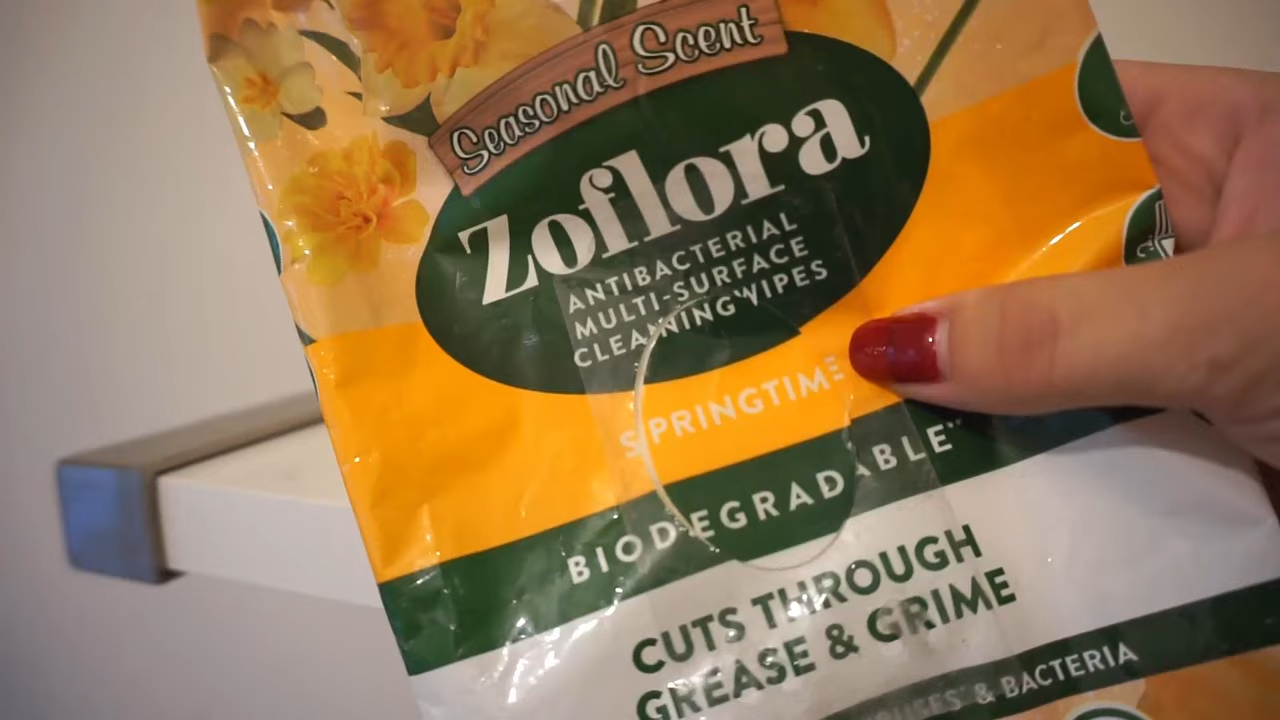 Seasonal Scent
Zoflora
ANTIBACTERIAL
MULTI-SURFACE
CLEANING WIPES
SPRINGTIME
BIODEGRADABLE
CUTS THROUGH
GREASE & GRIME
& BACTERIA